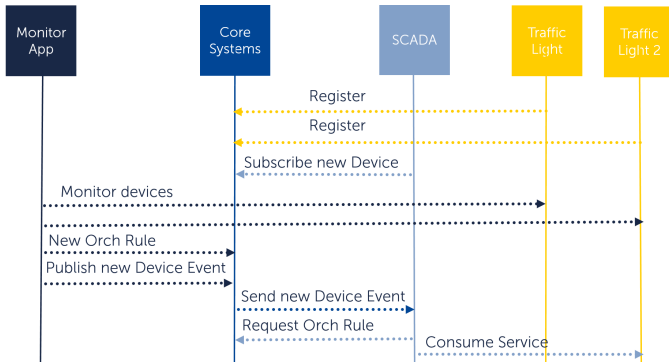 Monitor
App
Core
Systems
SCADA
Traffic
Light
Traffic
Light 2
Register
Register
Subscribe new Device
Monitor devices
New Orch Rule
Publish new Device Event
Send new Device Event
Request Orch Rule
Consume Service